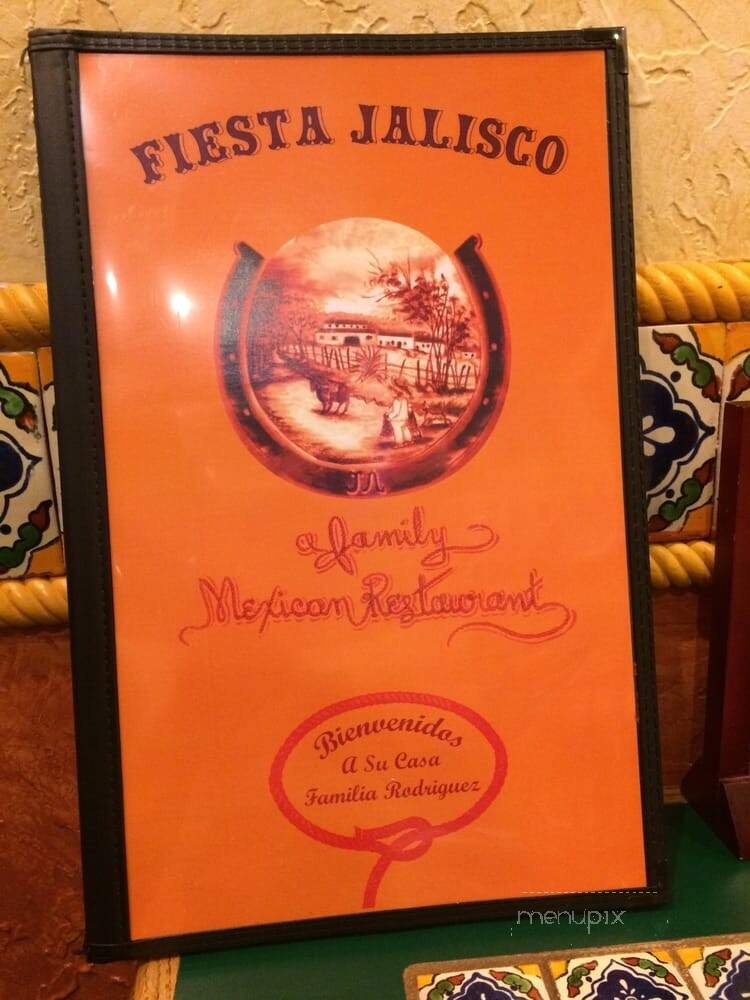 FIESTA JALISCO
a family
Mexican Restaurant
Bienvenidos
A Su Casa
Familia Rodriguez
menupix